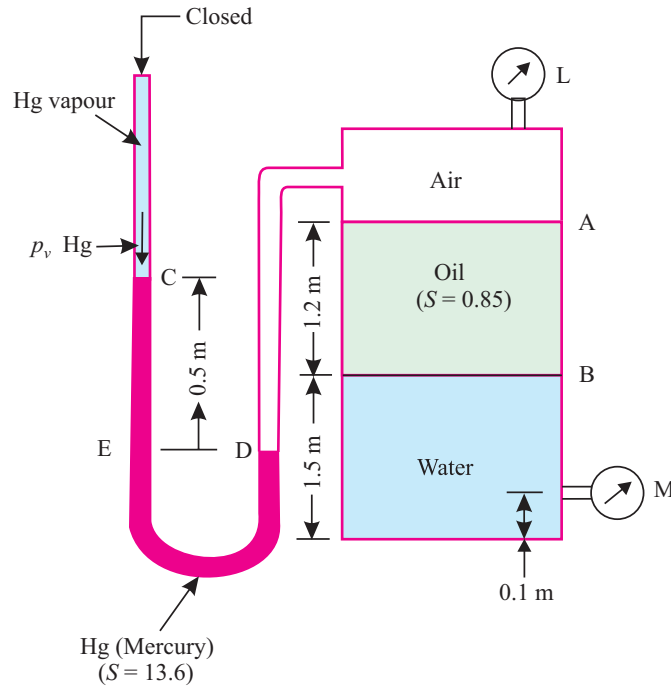 Closed
L
Hg vapour
Air
A
p_v Hg
C
Oil
(S = 0.85)
1.2 m
0.5 m
B
E
D
1.5 m
Water
M
0.1 m
Hg (Mercury)
(S = 13.6)